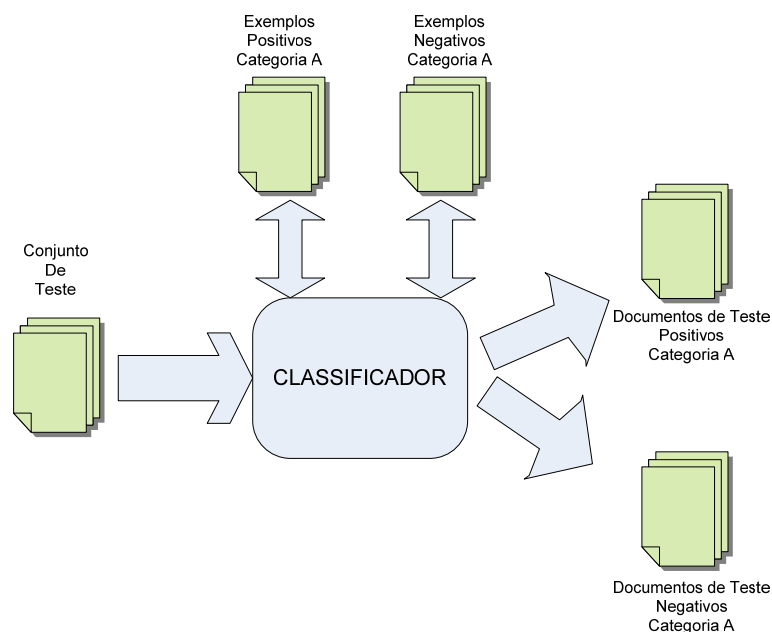 Exemplos
Positivos
Categoria A
Exemplos
Negativos
Categoria A
Conjunto
De
Teste
CLASSIFICADOR
Documentos de Teste
Positivos
Categoria A
Documentos de Teste
Negativos
Categoria A